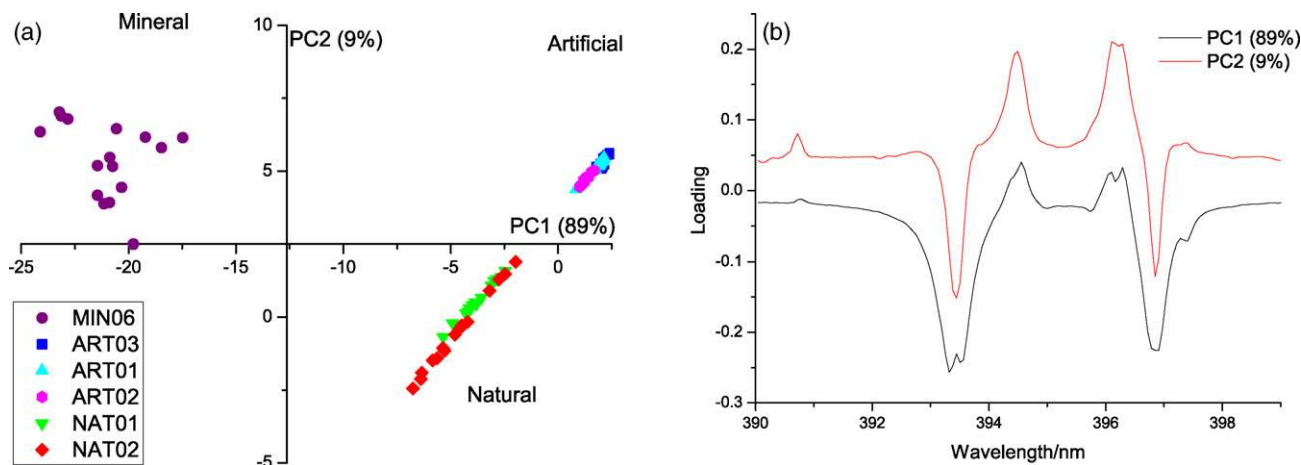 (a)
Mineral
10
PC2 (9%)
Artificial
5
PC1 (89%)
-25 -20 -15 -10 -5 0
0
Natural
-5
MIN06
ART03
ART01
ART02
NAT01
NAT02
(b)
PC1 (89%)
PC2 (9%)
0.2
0.1
0.0
-0.1
-0.2
-0.3
Loading
390 392 394 396 398
Wavelength/nm